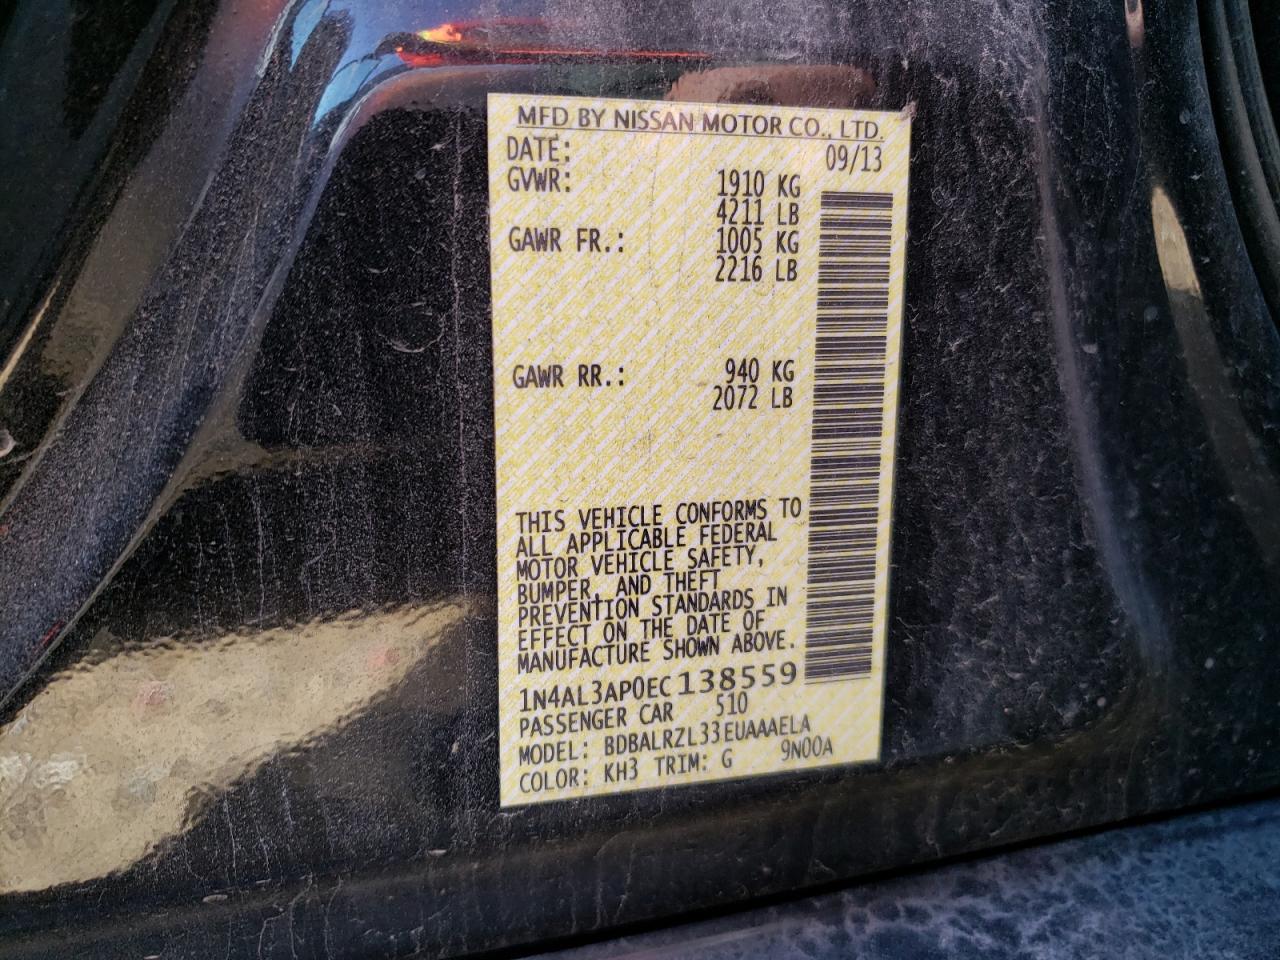 MFD BY NISSAN MOTOR CO., LTD.
DATE: 09/13
GVWR: 1910 KG
4211 LB
GAWR FR.: 1005 KG
2216 LB
GAWR RR.: 940 KG
2072 LB
THIS VEHICLE CONFORMS TO
ALL APPLICABLE FEDERAL
MOTOR VEHICLE SAFETY,
BUMPER, AND THEFT
PREVENTION STANDARDS IN
EFFECT ON THE DATE OF
MANUFACTURE SHOWN ABOVE.
1N4AL3AP0EC138559
PASSENGER CAR 510
MODEL: BDBALRZL33EUAAAELA
COLOR: KH3 TRIM: G 9N00A